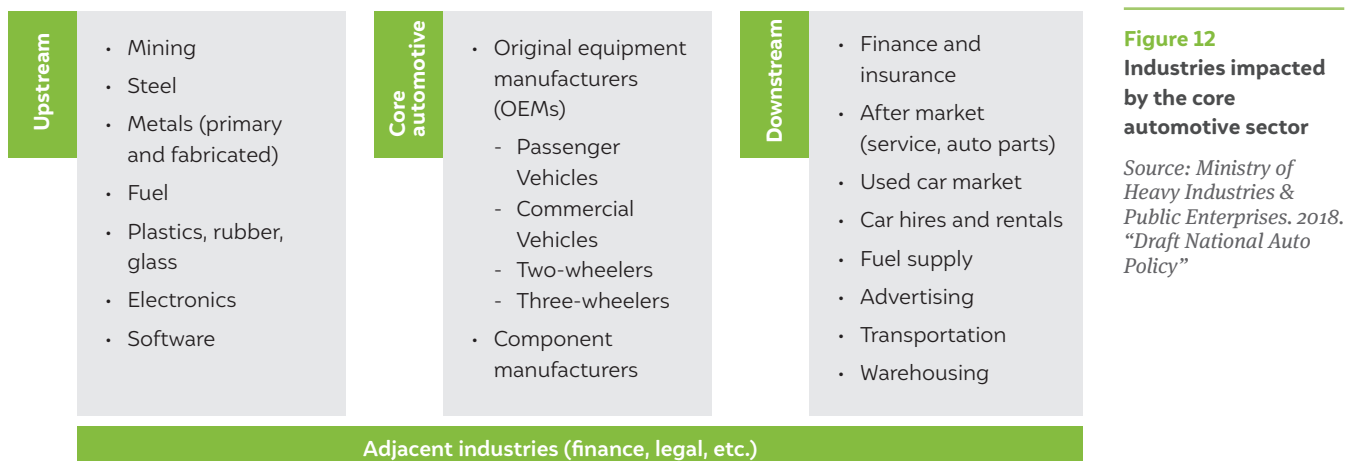 Upstream
• Mining
• Steel
• Metals (primary
and fabricated)
• Fuel
• Plastics, rubber,
glass
• Electronics
• Software
Core
automotive
• Original equipment
manufacturers
(OEMs)
- Passenger
Vehicles
- Commercial
Vehicles
- Two-wheelers
- Three-wheelers
• Component
manufacturers
Downstream
• Finance and
insurance
• After market
(service, auto parts)
• Used car market
• Car hires and rentals
• Fuel supply
• Advertising
• Transportation
• Warehousing
Adjacent industries (finance, legal, etc.)
Figure 12
Industries impacted
by the core
automotive sector
Source: Ministry of
Heavy Industries &
Public Enterprises. 2018.
“Draft National Auto
Policy”